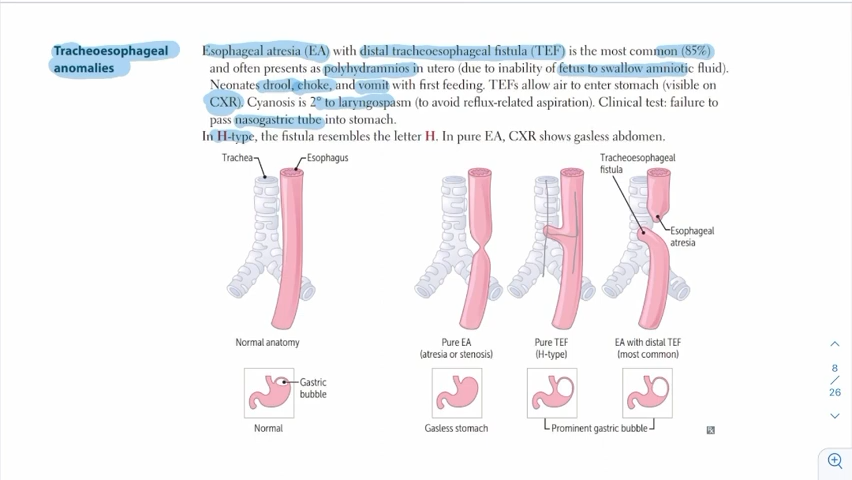 Tracheoesophageal
anomalies
Esophageal atresia (EA) with distal tracheoesophageal fistula (TEF) is the most common (85%)
and often presents as polyhydramnios in utero (due to inability of fetus to swallow amniotic fluid).
Neonates drool, choke, and vomit with first feeding. TEFs allow air to enter stomach (visible on
CXR). Cyanosis is 2° to laryngospasm (to avoid reflux-related aspiration). Clinical test: failure to
pass nasogastric tube into stomach.
In H-type, the fistula resembles the letter H. In pure EA, CXR shows gasless abdomen.
Trachea
Esophagus
Tracheoesophageal
fistula
Esophageal
atresia
Normal anatomy
Pure EA
(atresia or stenosis)
Pure TEF
(H-type)
EA with distal TEF
(most common)
Gastric
bubble
Normal
Gasless stomach
Prominent gastric bubble
8
/
26